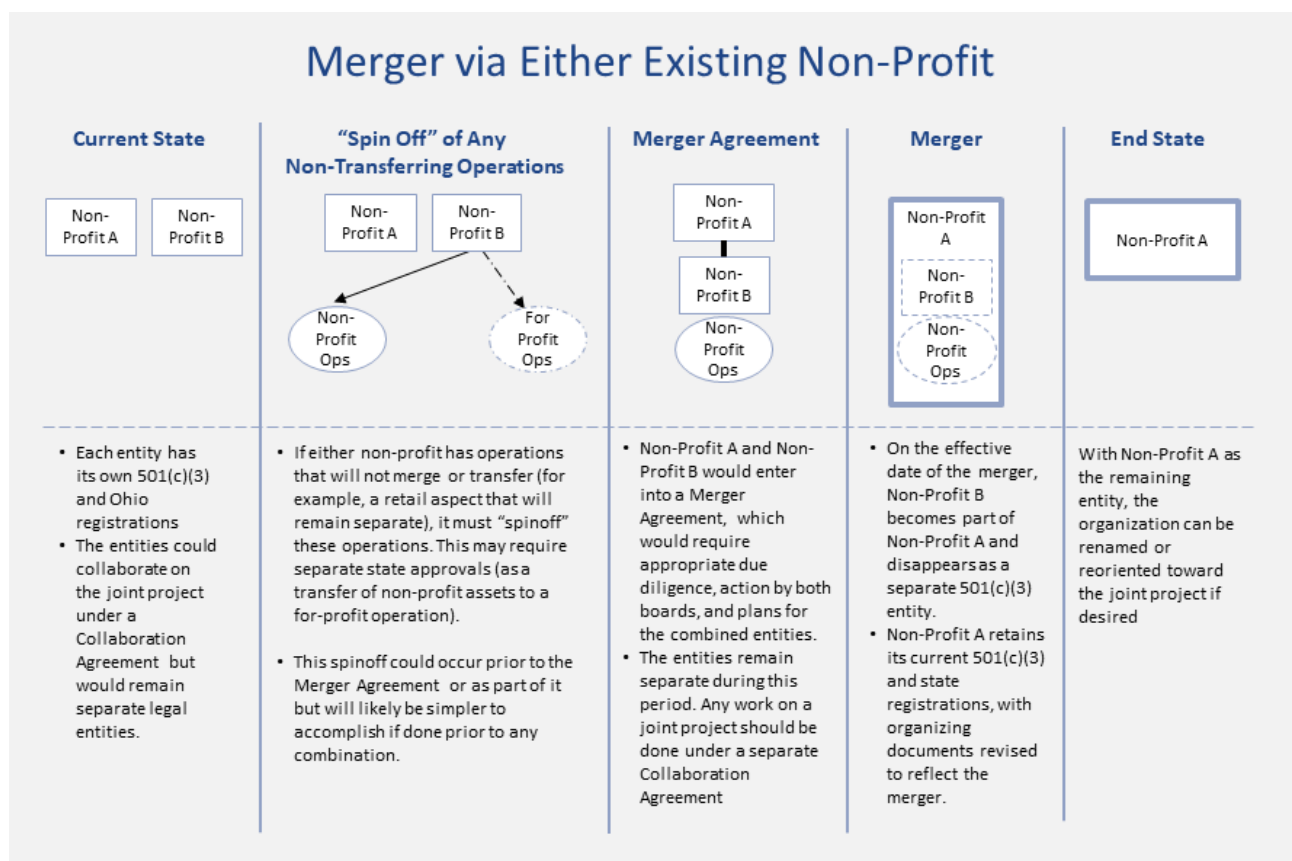 Merger via Either Existing Non-Profit
Current State
Non-
Profit A
Non-
Profit B
• Each entity has
its own 501(c)(3)
and Ohio
registrations
• The entities could
collaborate on
the joint project
under a
Collaboration
Agreement but
would remain
separate legal
entities.
“Spin Off” of Any
Non-Transferring Operations
Non-
Profit A
Non-
Profit B
Non-
Profit
Ops
For
Profit
Ops
• If either non-profit has operations
that will not merge or transfer (for
example, a retail aspect that will
remain separate), it must “spinoff”
these operations. This may require
separate state approvals (as a
transfer of non-profit assets to a
for-profit operation).
• This spinoff could occur prior to the
Merger Agreement or as part of it
but will likely be simpler to
accomplish if done prior to any
combination.
Merger Agreement
Non-
Profit A
Non-
Profit B
Non-
Profit
Ops
• Non-Profit A and Non-
Profit B would enter
into a Merger
Agreement, which
would require
appropriate due
diligence, action by both
boards, and plans for
the combined entities.
• The entities remain
separate during this
period. Any work on a
joint project should be
done under a separate
Collaboration
Agreement
Merger
Non-Profit
A
Non-
Profit B
Non-
Profit
Ops
• On the effective
date of the merger,
Non-Profit B
becomes part of
Non-Profit A and
disappears as a
separate 501(c)(3)
entity.
• Non-Profit A retains
its current 501(c)(3)
and state
registrations, with
organizing
documents revised
to reflect the
merger.
End State
Non-Profit A
With Non-Profit A as
the remaining
entity, the
organization can be
renamed or
reoriented toward
the joint project if
desired